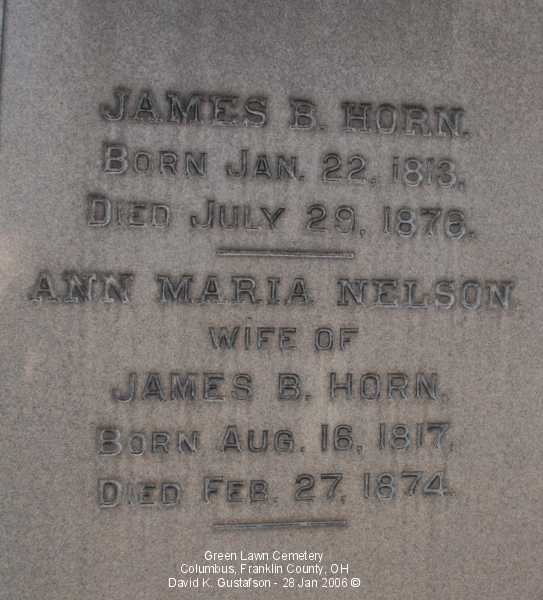 JAMES B. HORN.
BORN JAN. 22, 1813.
DIED JULY 29, 1876.
ANN MARIA NELSON.
WIFE OF
JAMES B. HORN.
BORN AUG. 16, 1817.
DIED FEB. 27, 1874.
Green Lawn Cemetery
Columbus, Franklin County, OH
David K. Gustafson - 28 Jan 2006 ©